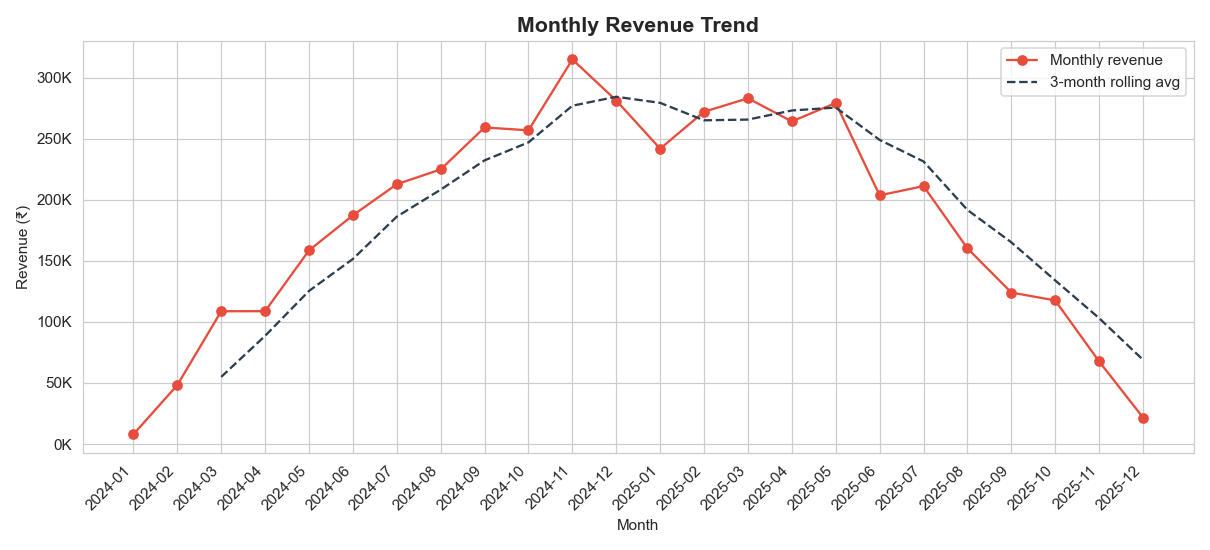 Monthly Revenue Trend
Monthly revenue
3-month rolling avg
Revenue (₹)
300K
250K
200K
150K
100K
50K
0K
2024-01
2024-02
2024-03
2024-04
2024-05
2024-06
2024-07
2024-08
2024-09
2024-10
2024-11
2024-12
2025-01
2025-02
2025-03
2025-04
2025-05
2025-06
2025-07
2025-08
2025-09
2025-10
2025-11
2025-12
Month